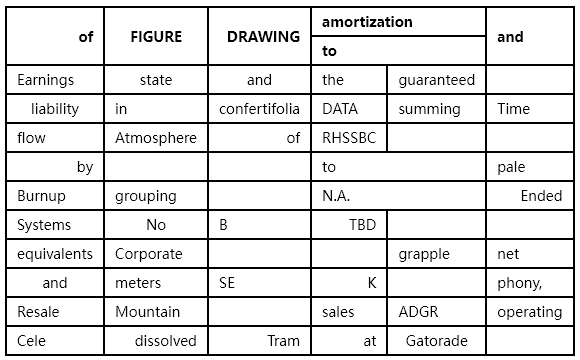 of FIGURE DRAWING amortization and
to
Earnings state and the guaranteed
liability in confertifolia DATA summing Time
flow Atmosphere of RHSSBC
by to pale
Burnup grouping N.A. Ended
Systems No B TBD
equivalents Corporate grapple net
and meters SE K phony,
Resale Mountain sales ADGR operating
Cele dissolved Tram at Gatorade